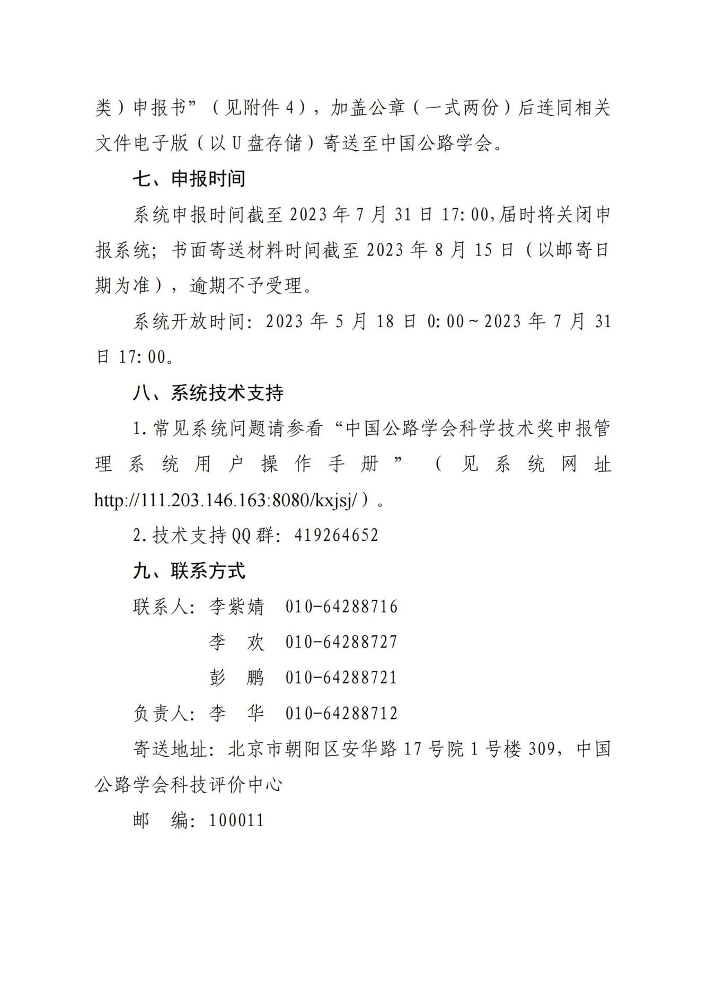 类）申报书”（见附件 4），加盖公章（一式两份）后连同相关
文件电子版（以 U 盘存储）寄送至中国公路学会。
七、申报时间
系统申报时间截至 2023 年 7 月 31 日 17：00，届时将关闭申
报系统；书面寄送材料时间截至 2023 年 8 月 15 日（以邮寄日
期为准），逾期不予受理。
系统开放时间：2023 年 5 月 18 日 0：00～2023 年 7 月 31
日 17：00。
八、系统技术支持
1.常见系统问题请参看“中国公路学会科学技术奖申报管
理系统用户操作手册”（见系统网址
http://111.203.146.163:8080/kxjsj/）。
2.技术支持 QQ 群：419264652
九、联系方式
联系人：李紫婧 010-64288716
李 欢 010-64288727
彭 鹏 010-64288721
负责人：李 华 010-64288712
寄送地址：北京市朝阳区安华路 17 号院 1 号楼 309，中国
公路学会科技评价中心
邮 编：100011